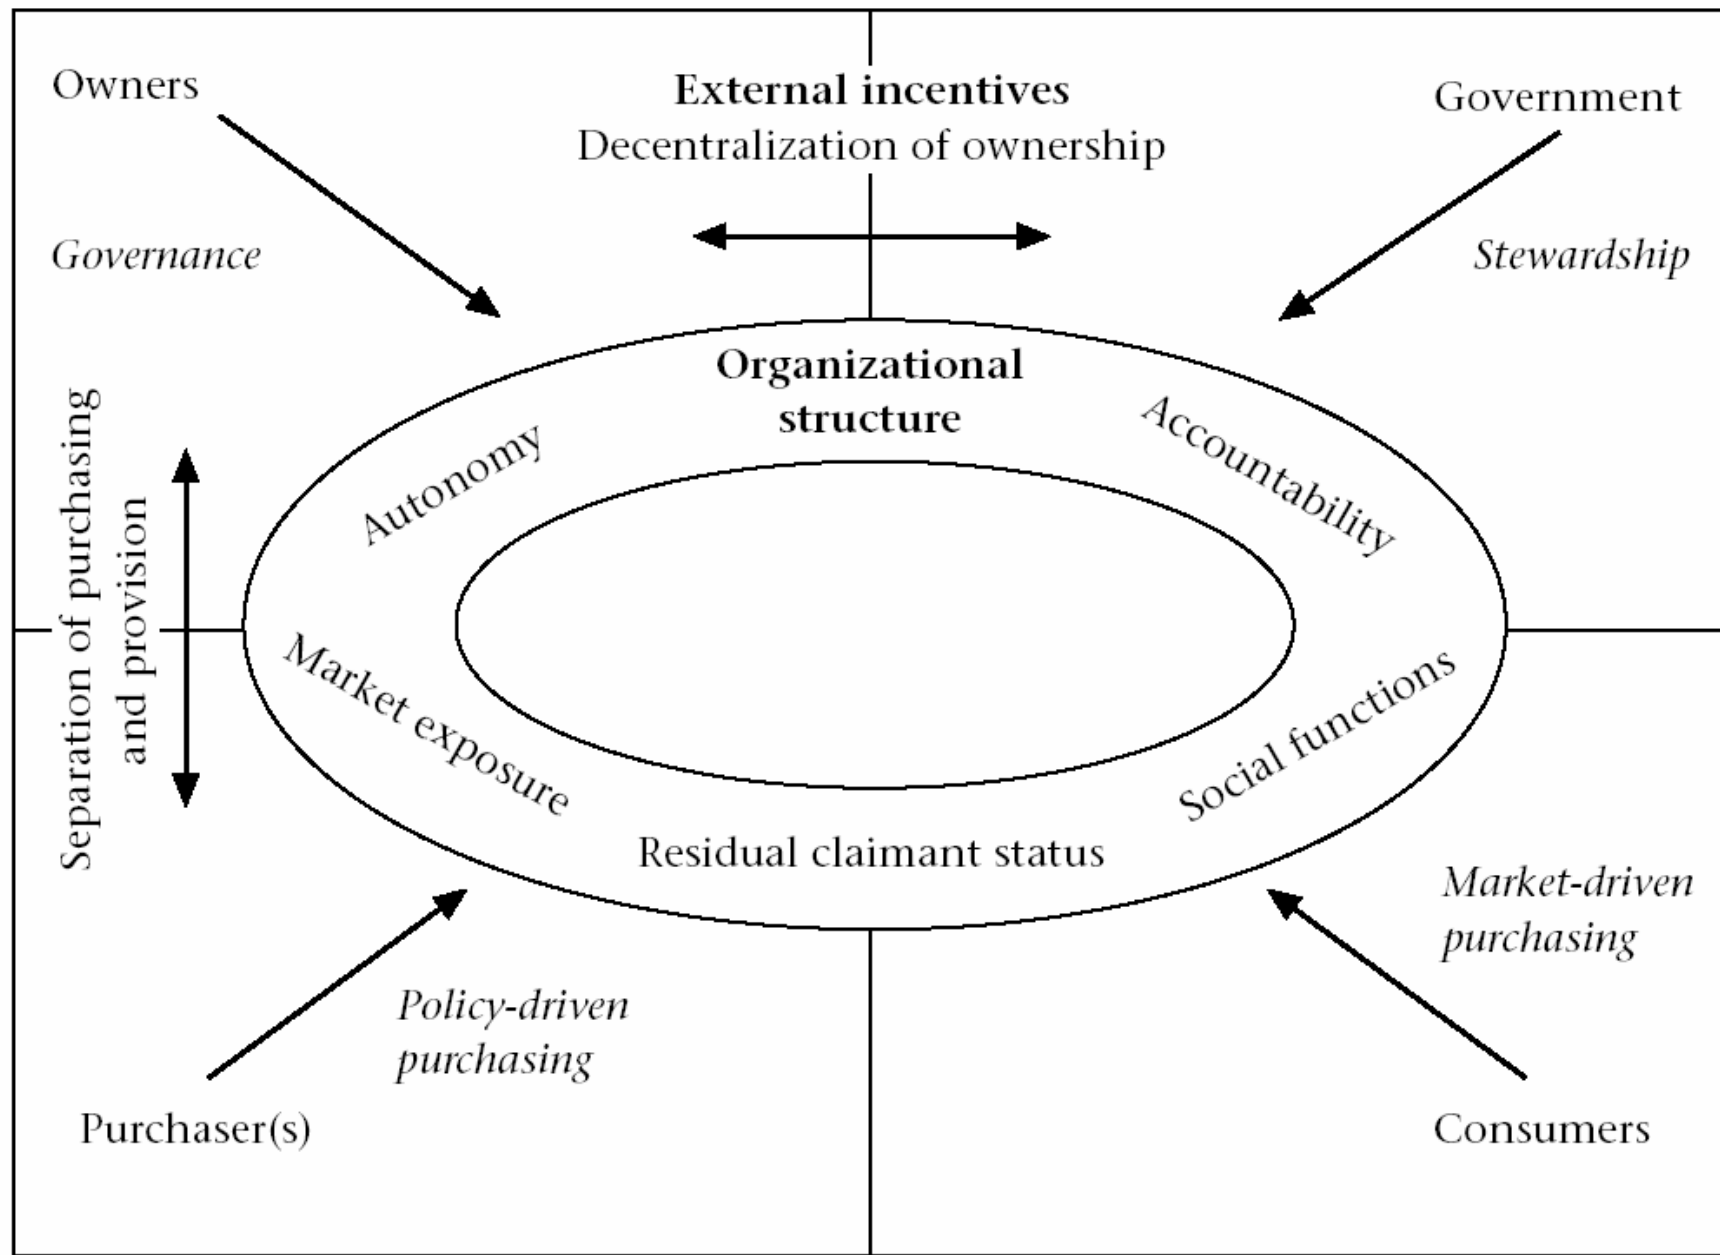 Owners
External incentives
Decentralization of ownership
Government
Governance
Stewardship
Organizational
structure
Autonomy
Accountability
Separation of purchasing
and provision
Market exposure
Social functions
Residual claimant status
Policy-driven
purchasing
Market-driven
purchasing
Purchaser(s)
Consumers